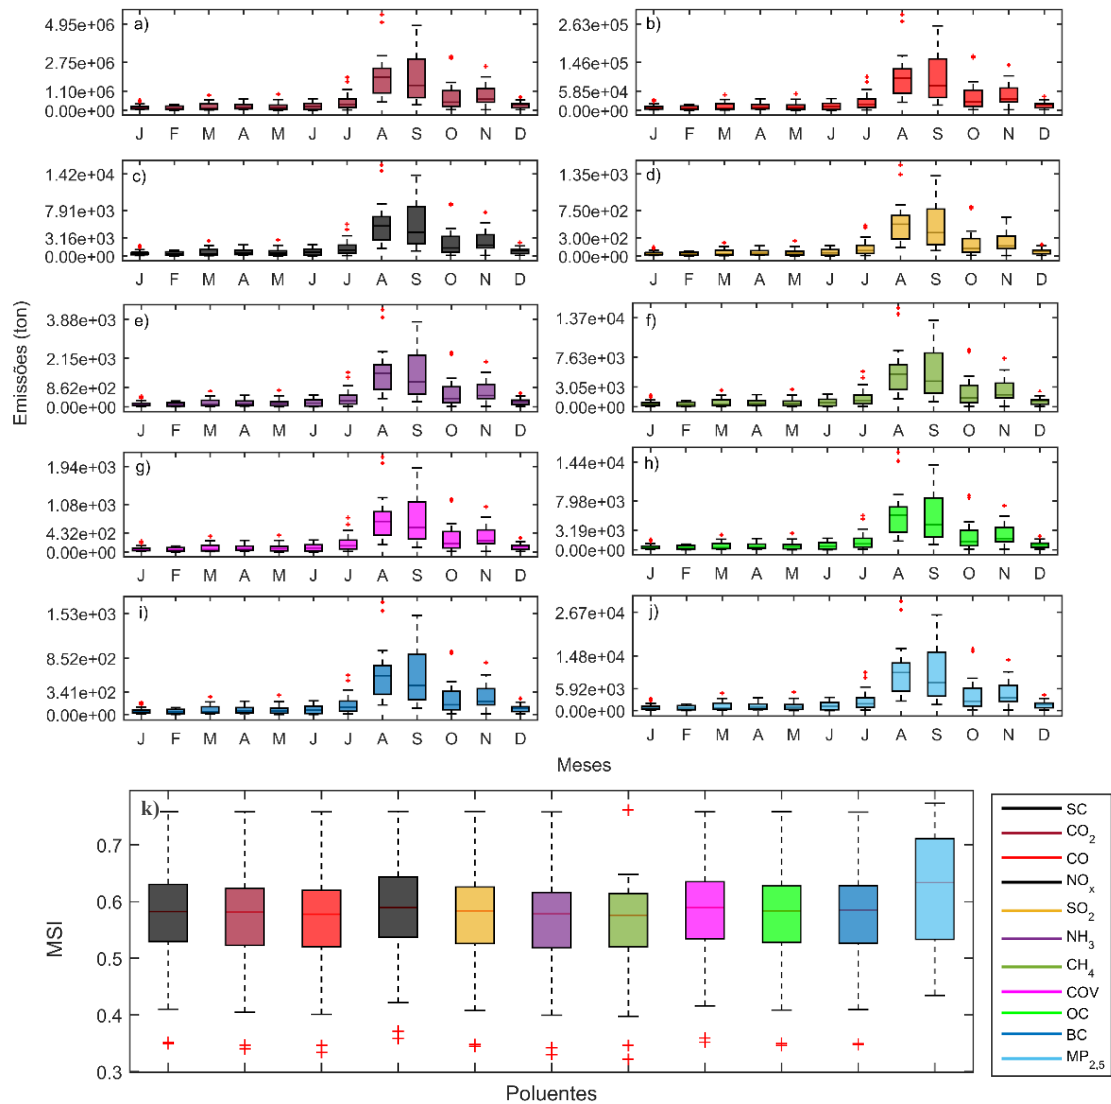 a)
4.95e+06
2.75e+06
1.10e+06
0.00e+00
J F M A M J J A S O N D
b)
2.63e+05
1.46e+05
5.85e+04
0.00e+00
J F M A M J J A S O N D
c)
1.42e+04
7.91e+03
3.16e+03
0.00e+00
J F M A M J J A S O N D
d)
1.35e+03
7.50e+02
3.00e+02
0.00e+00
J F M A M J J A S O N D
Emissões (ton)
e)
3.88e+03
2.15e+03
8.62e+02
0.00e+00
J F M A M J J A S O N D
f)
1.37e+04
7.63e+03
3.05e+03
0.00e+00
J F M A M J J A S O N D
g)
1.94e+03
1.08e+03
4.32e+02
0.00e+00
J F M A M J J A S O N D
h)
1.44e+04
7.98e+03
3.19e+03
0.00e+00
J F M A M J J A S O N D
i)
1.53e+03
8.52e+02
3.41e+02
0.00e+00
J F M A M J J A S O N D
j)
2.67e+04
1.48e+04
5.92e+03
0.00e+00
J F M A M J J A S O N D
Meses
k)
0.7
0.6
0.5
0.4
0.3
MSI
Poluentes
SC
CO2
CO
NOx
SO2
NH3
CH4
COV
OC
BC
MP2,5